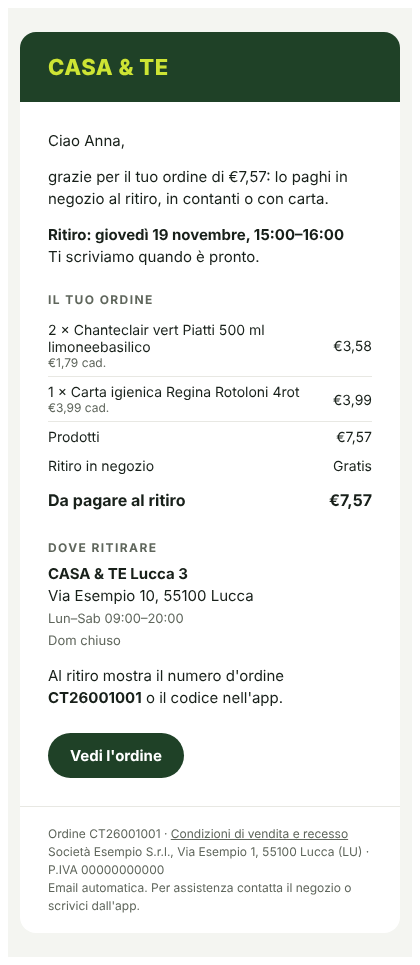 CASA & TE
Ciao Anna,
grazie per il tuo ordine di €7,57: lo paghi in
negozio al ritiro, in contanti o con carta.
Ritiro: giovedì 19 novembre, 15:00–16:00
Ti scriviamo quando è pronto.
IL TUO ORDINE
2 × Chanteclair vert Piatti 500 ml
limoneebasilico
€1,79 cad.
€3,58
1 × Carta igienica Regina Rotoloni 4rot
€3,99 cad.
€3,99
Prodotti €7,57
Ritiro in negozio Gratis
Da pagare al ritiro €7,57
DOVE RITIRARE
CASA & TE Lucca 3
Via Esempio 10, 55100 Lucca
Lun–Sab 09:00–20:00
Dom chiuso
Al ritiro mostra il numero d'ordine
CT26001001 o il codice nell'app.
Vedi l'ordine
Ordine CT26001001 · Condizioni di vendita e recesso
Società Esempio S.r.l., Via Esempio 1, 55100 Lucca (LU) ·
P.IVA 00000000000
Email automatica. Per assistenza contatta il negozio o
scrivici dall'app.